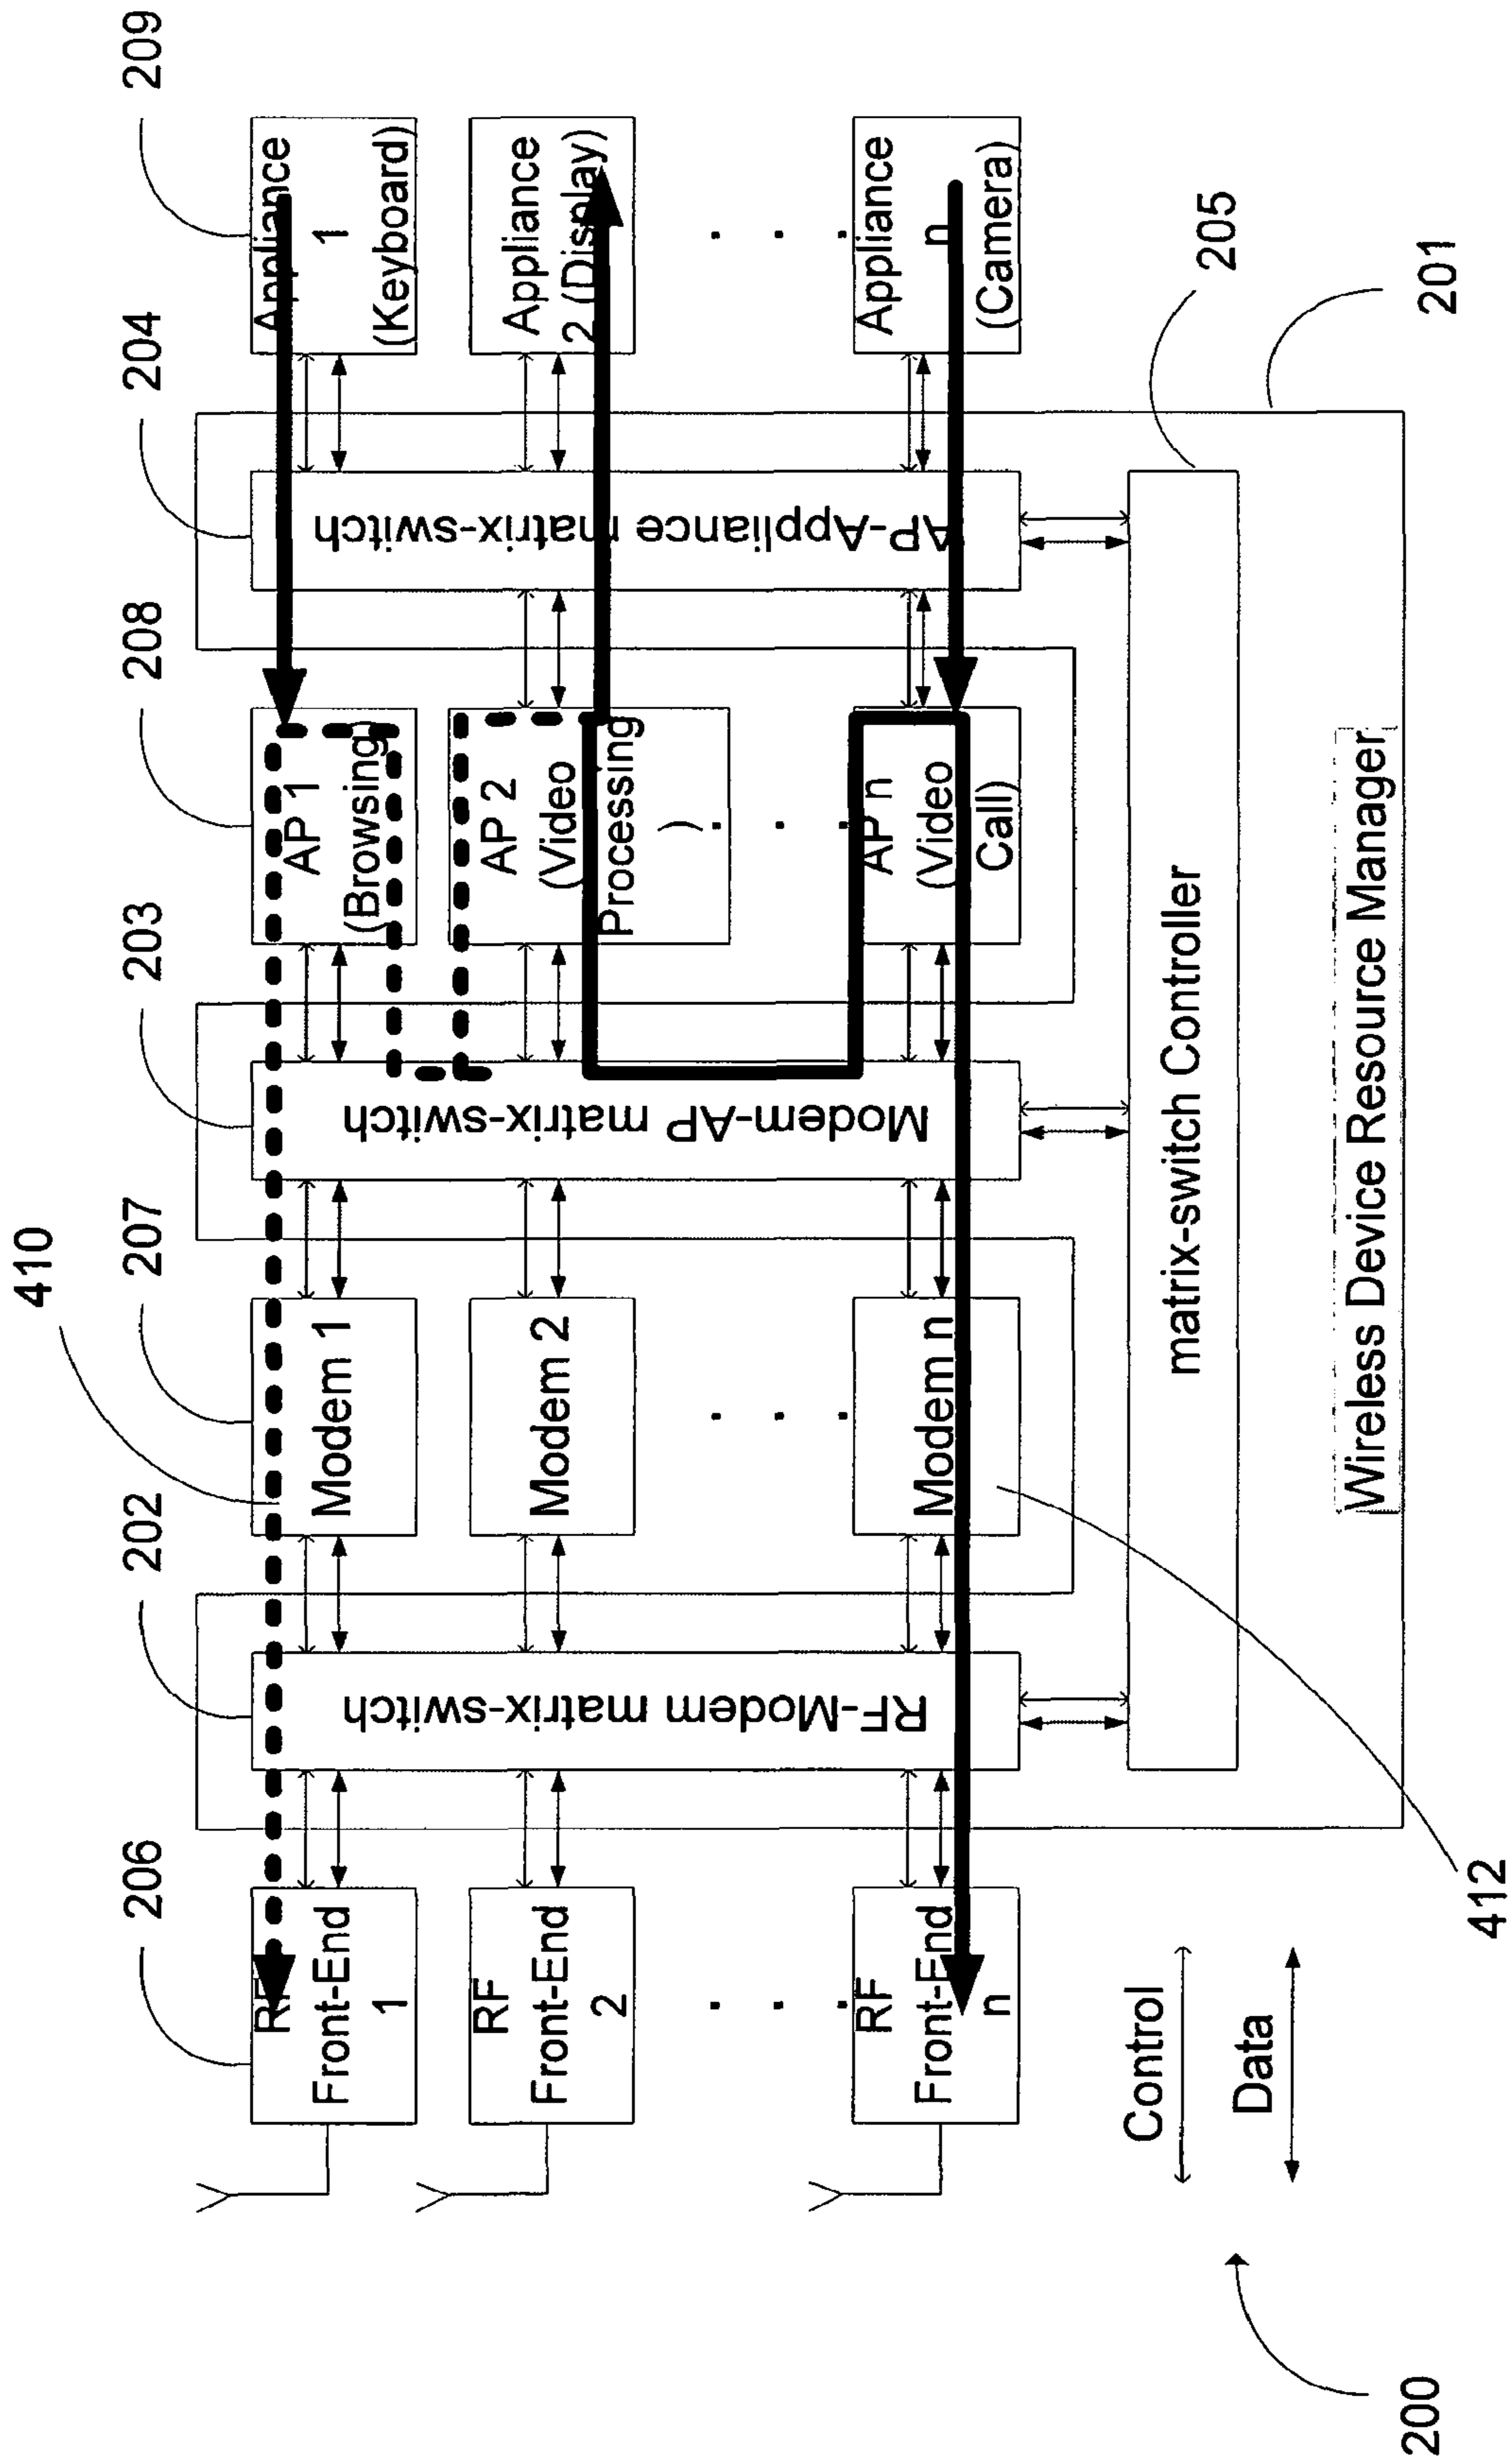 410
206
202
207
203
208
204
209
RF
Front-End
1
Modem 1
AP 1
(Browsing)
Appliance
1
(Keyboard)
RF
Front-End
2
Modem 2
AP 2
(Video
Processing
)
Appliance
2 (Display)
. . .
. . .
. . .
. . .
RF
Front-End
n
Modem n
AP n
(Video
Call)
Appliance
n
(Camera)
RF-Modem matrix-switch
Modem-AP matrix-switch
AP-Appliance matrix-switch
matrix-switch Controller
205
Wireless Device Resource Manager
201
Control
Data
412
200